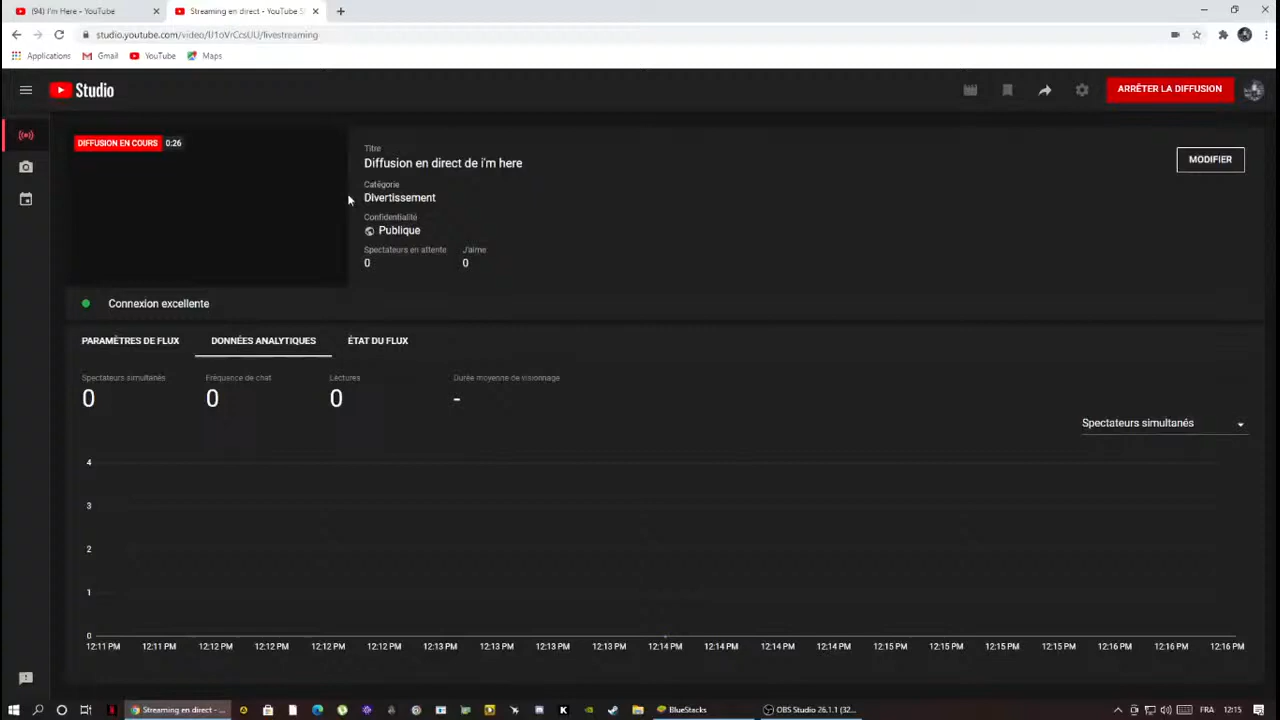 (94) I'm Here - YouTube
Streaming en direct - YouTube S
studio.youtube.com/video/IJ1oVrCcsUU/livestreaming
Applications
Gmail
YouTube
Maps
Studio
ARRÊTER LA DIFFUSION
DIFFUSION EN COURS 0:26
Titre
Diffusion en direct de i'm here
MODIFIER
Catégorie
Divertissement
Confidentialité
Publique
Spectateurs en attente J'aime
0 0
Connexion excellente
PARAMÈTRES DE FLUX DONNÉES ANALYTIQUES ÉTAT DU FLUX
Spectateurs simultanés Fréquence de chat Lectures Durée moyenne de visionnage
0 0 0 -
Spectateurs simultanés
4
3
2
1
0
12:11 PM 12:11 PM 12:12 PM 12:12 PM 12:12 PM 12:12 PM 12:13 PM 12:13 PM 12:13 PM 12:13 PM 12:14 PM 12:14 PM 12:14 PM 12:14 PM 12:15 PM 12:15 PM 12:15 PM 12:15 PM 12:16 PM 12:16 PM 12:16 PM
Streaming en direct - ...
BlueStacks
OBS Studio 26.1.1 (32...
FRA
12:15